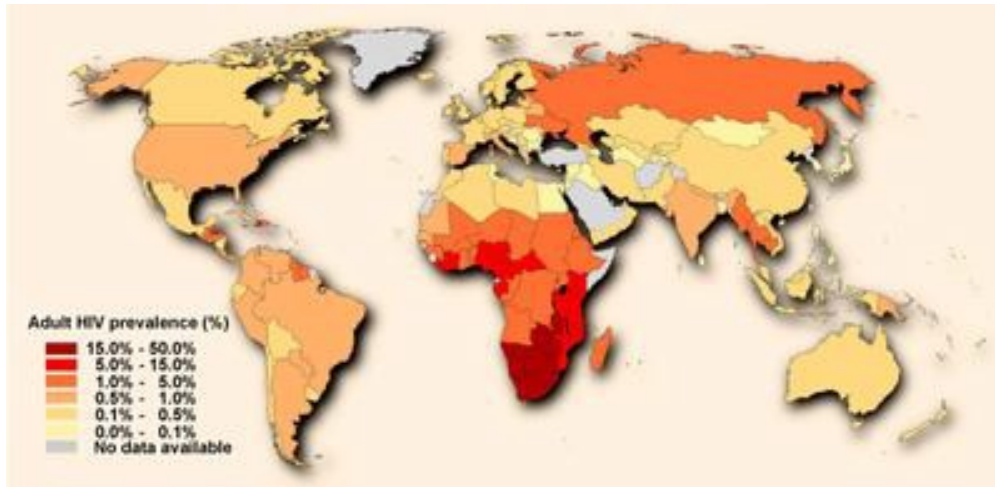 Adult HIV prevalence (%)
15.0% - 50.0%
5.0% - 15.0%
1.0% - 5.0%
0.5% - 1.0%
0.1% - 0.5%
0.0% - 0.1%
No data available